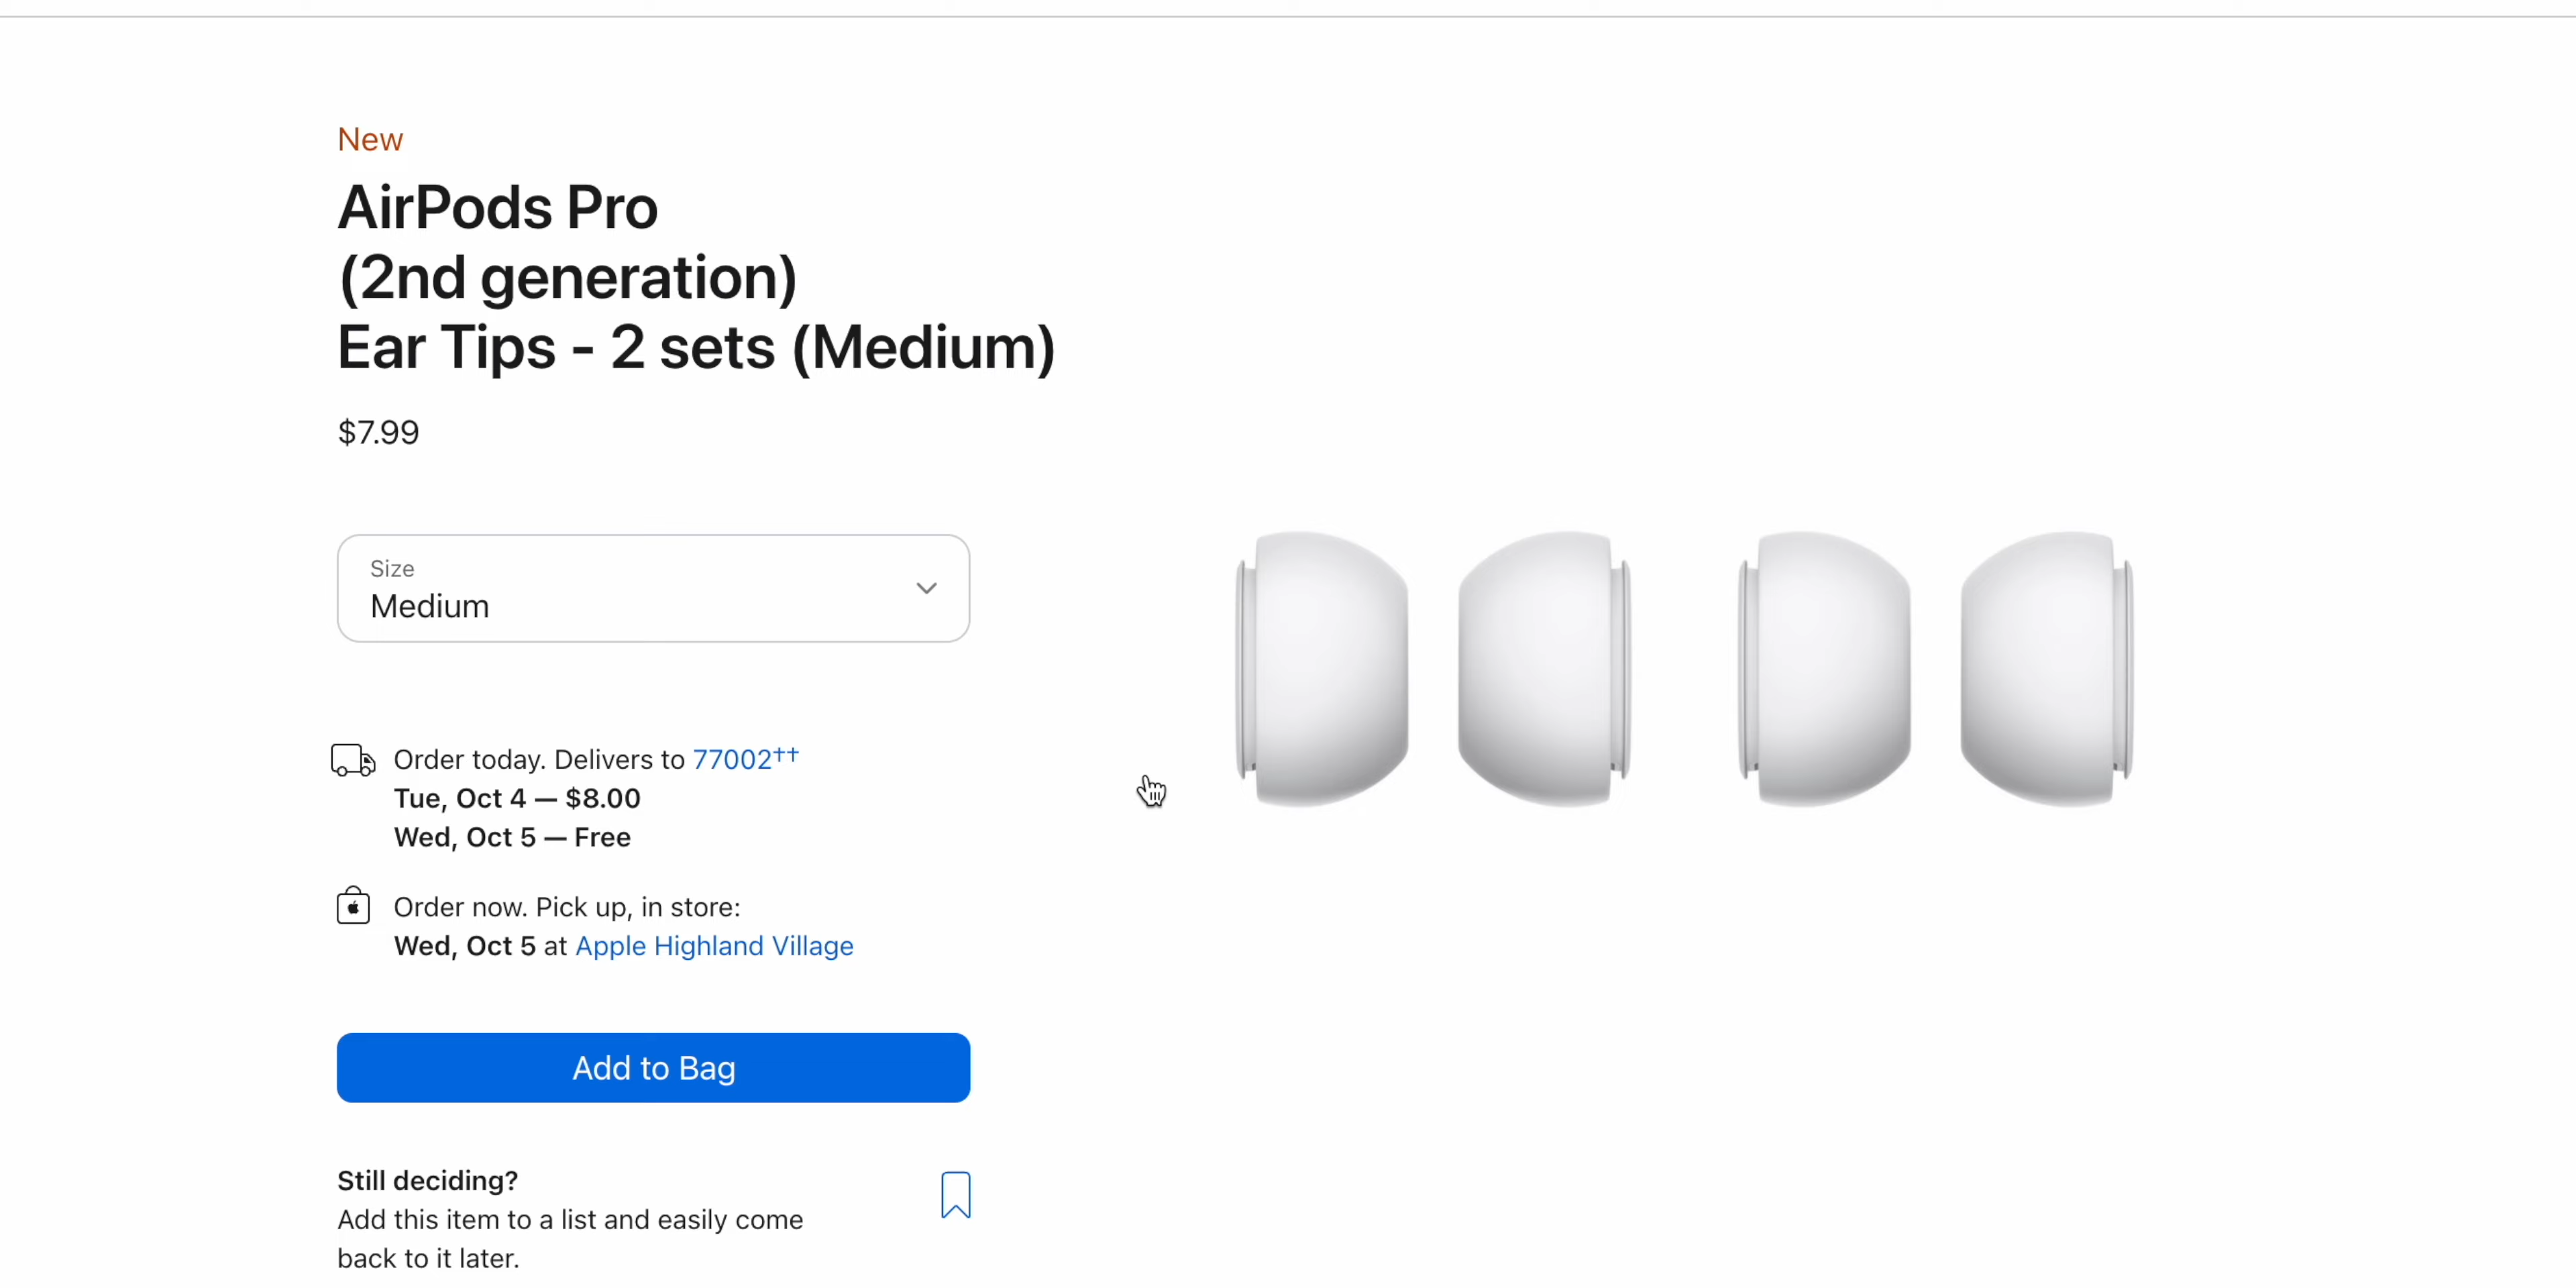 New
AirPods Pro
(2nd generation)
Ear Tips - 2 sets (Medium)
$7.99
Size
Medium
Order today. Delivers to 77002††
Tue, Oct 4 — $8.00
Wed, Oct 5 — Free
Order now. Pick up, in store:
Wed, Oct 5 at Apple Highland Village
Add to Bag
Still deciding?
Add this item to a list and easily come
back to it later.